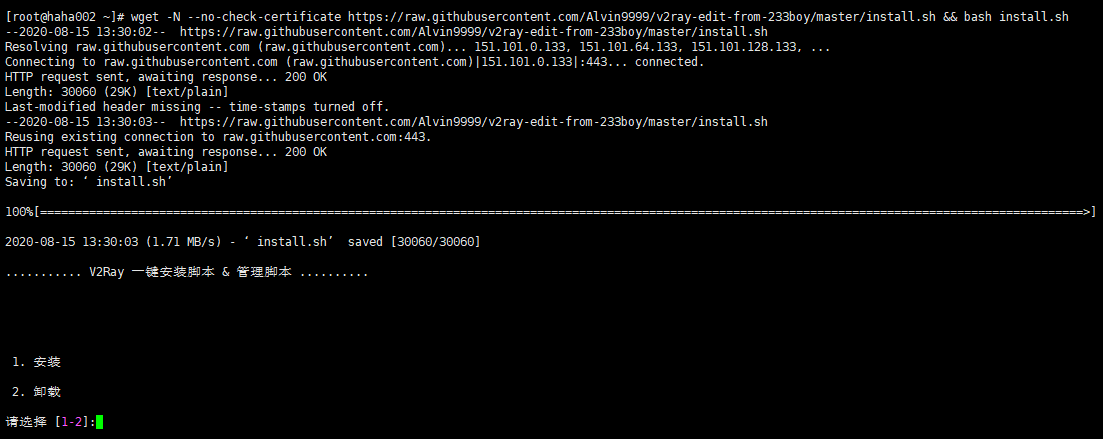 [root@haha002 ~]# wget -N --no-check-certificate https://raw.githubusercontent.com/Alvin9999/v2ray-edit-from-233boy/master/install.sh && bash install.sh
--2020-08-15 13:30:02--  https://raw.githubusercontent.com/Alvin9999/v2ray-edit-from-233boy/master/install.sh
Resolving raw.githubusercontent.com (raw.githubusercontent.com)... 151.101.0.133, 151.101.64.133, 151.101.128.133, ...
Connecting to raw.githubusercontent.com (raw.githubusercontent.com)|151.101.0.133|:443... connected.
HTTP request sent, awaiting response... 200 OK
Length: 30060 (29K) [text/plain]
Last-modified header missing -- time-stamps turned off.
--2020-08-15 13:30:03--  https://raw.githubusercontent.com/Alvin9999/v2ray-edit-from-233boy/master/install.sh
Reusing existing connection to raw.githubusercontent.com:443.
HTTP request sent, awaiting response... 200 OK
Length: 30060 (29K) [text/plain]
Saving to: ‘ install.sh’
100%[=====================================================================================================================================================>]
2020-08-15 13:30:03 (1.71 MB/s) - ‘ install.sh’  saved [30060/30060]
........... V2Ray 一键安装脚本 & 管理脚本 ..........
1. 安装
2. 卸载
请选择 [1-2]: